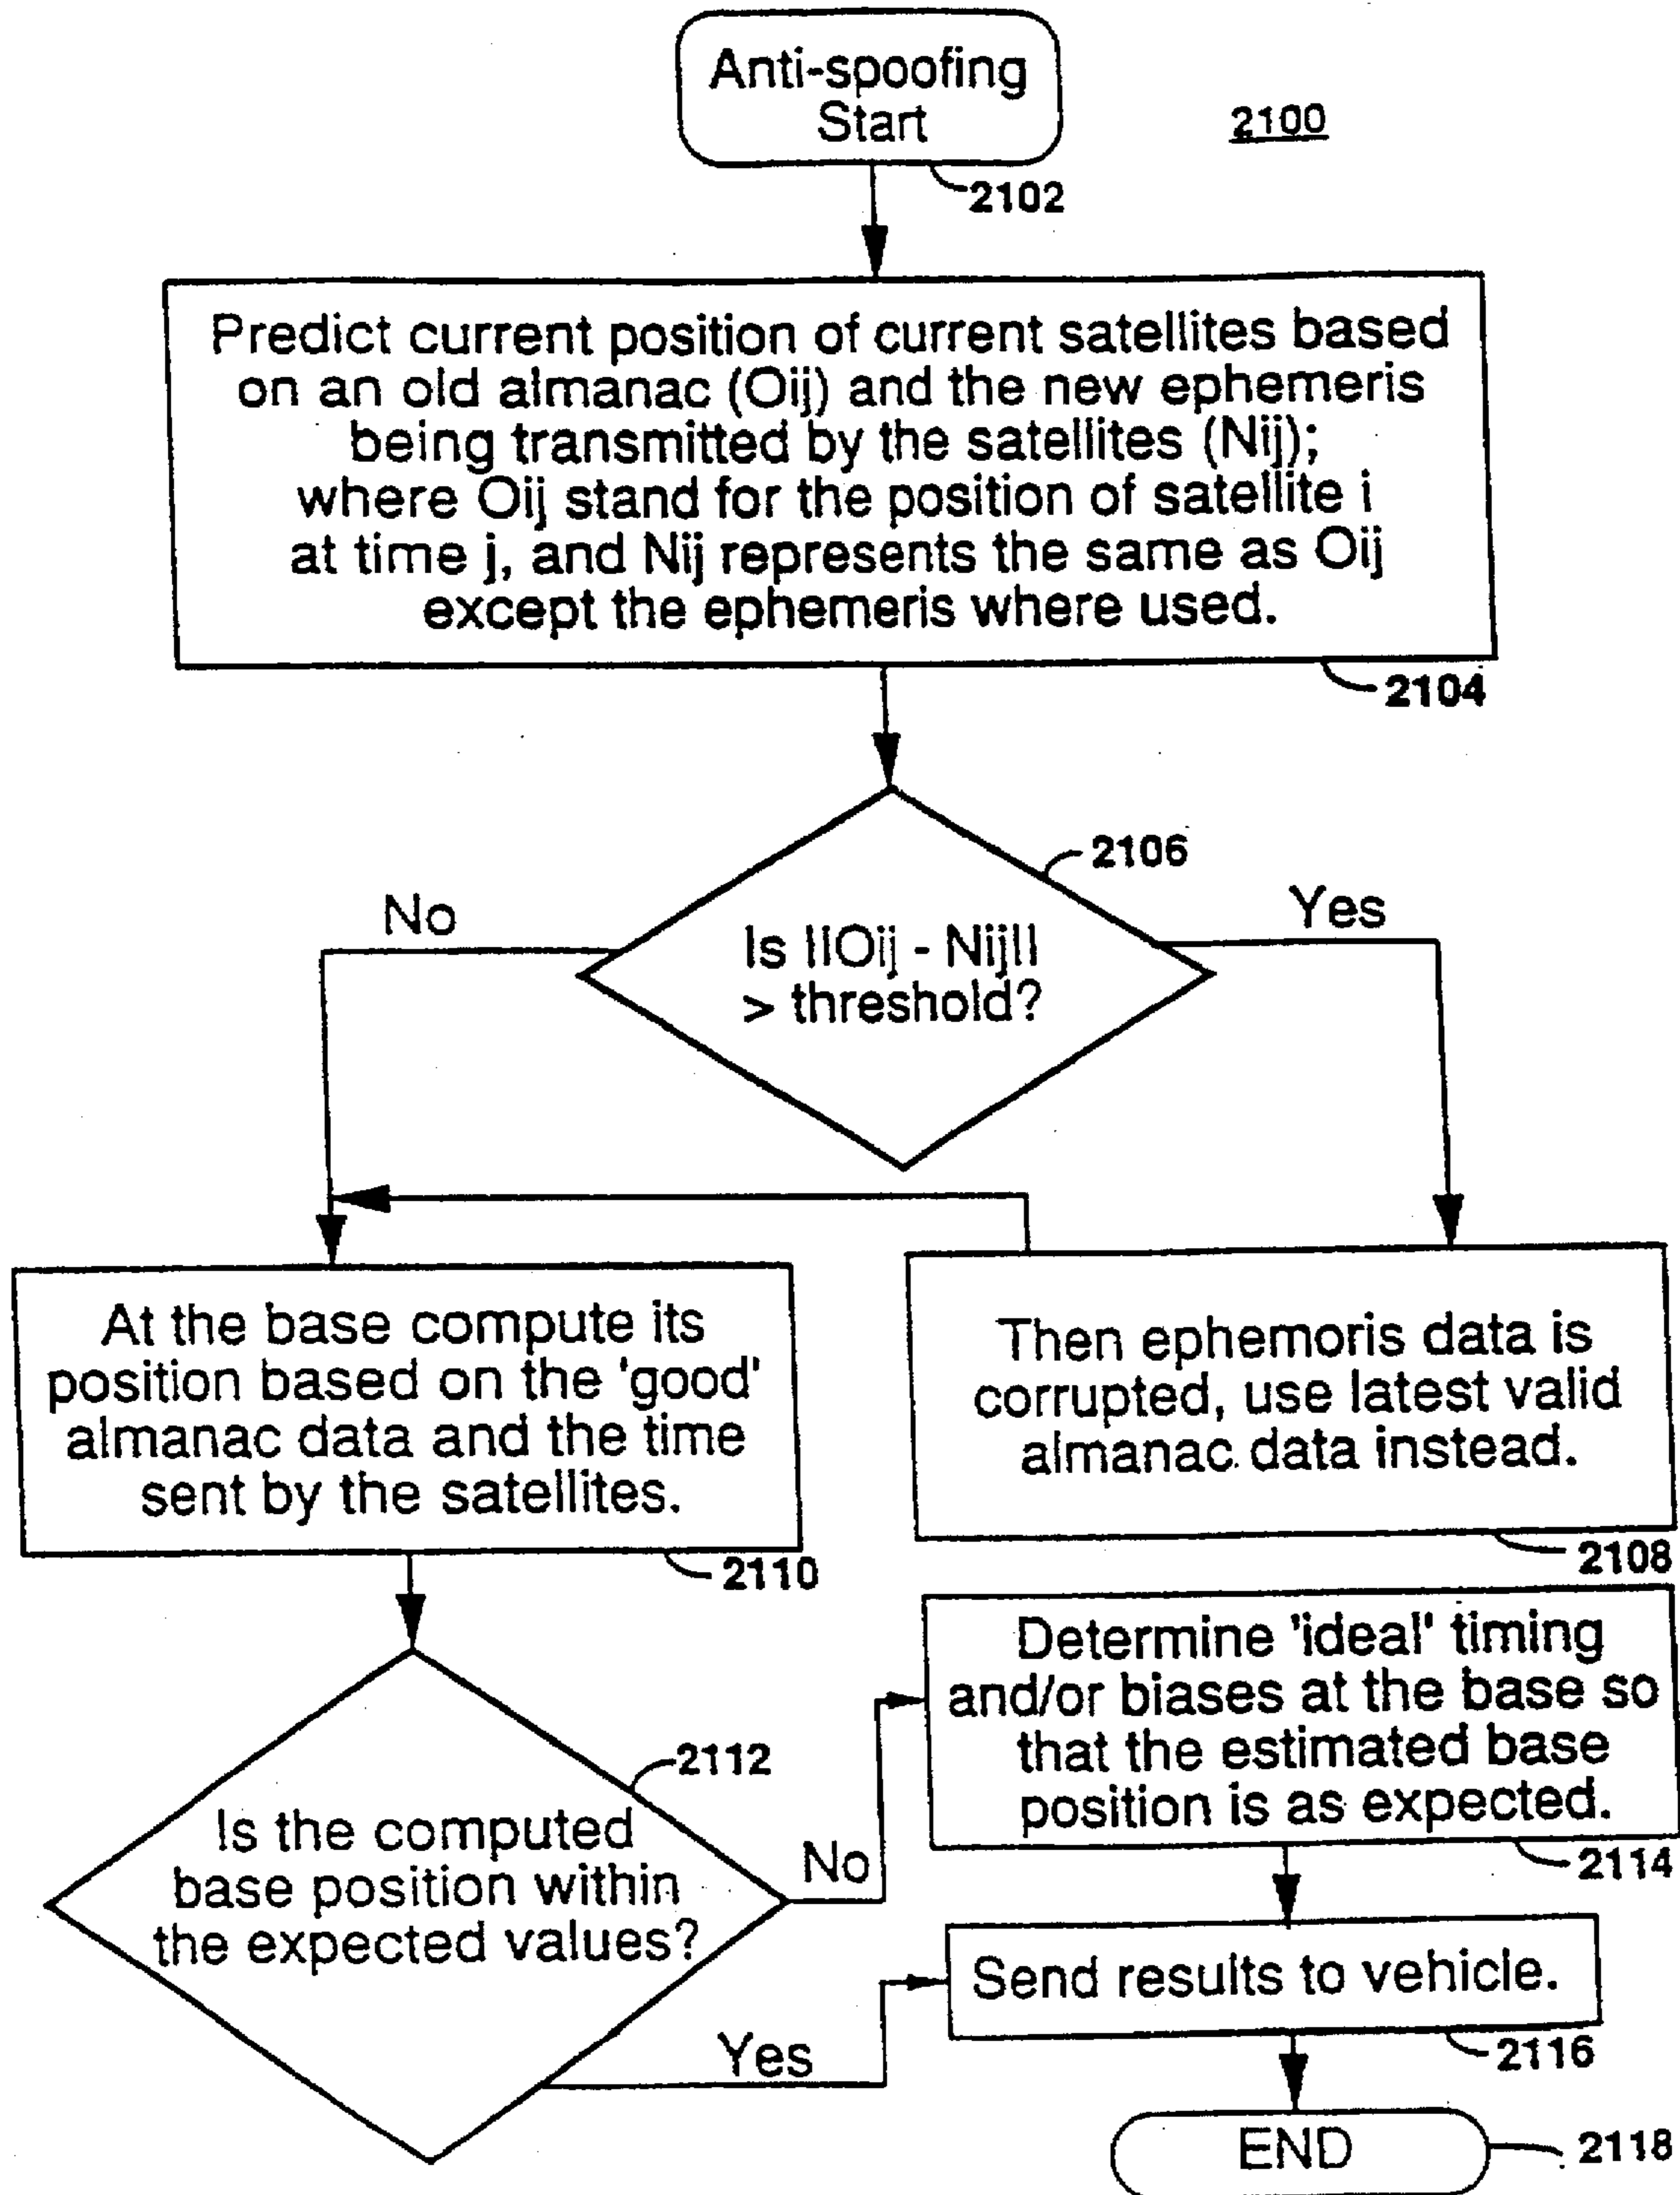 Anti-spoofing
Start
2100
2102
Predict current position of current satellites based
on an old almanac (Oij) and the new ephemeris
being transmitted by the satellites (Nij);
where Oij stand for the position of satellite i
at time j, and Nij represents the same as Oij
except the ephemeris where used.
2104
2106
No
Yes
Is llOij - Nijll
> threshold?
At the base compute its
position based on the 'good'
almanac data and the time
sent by the satellites.
2110
Then ephemoris data is
corrupted, use latest valid
almanac data instead.
2108
Determine 'ideal' timing
and/or biases at the base so
that the estimated base
position is as expected.
2114
2112
Is the computed
base position within
the expected values?
No
Yes
Send results to vehicle.
2116
END
2118